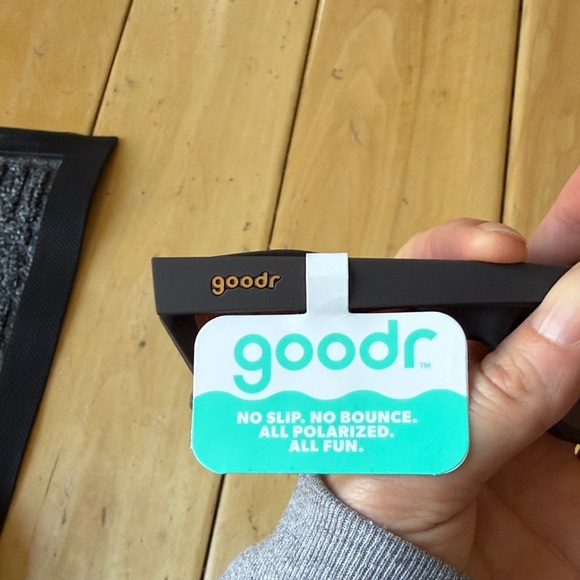 goodr
goodr™
NO SLIP. NO BOUNCE.
ALL POLARIZED.
ALL FUN.